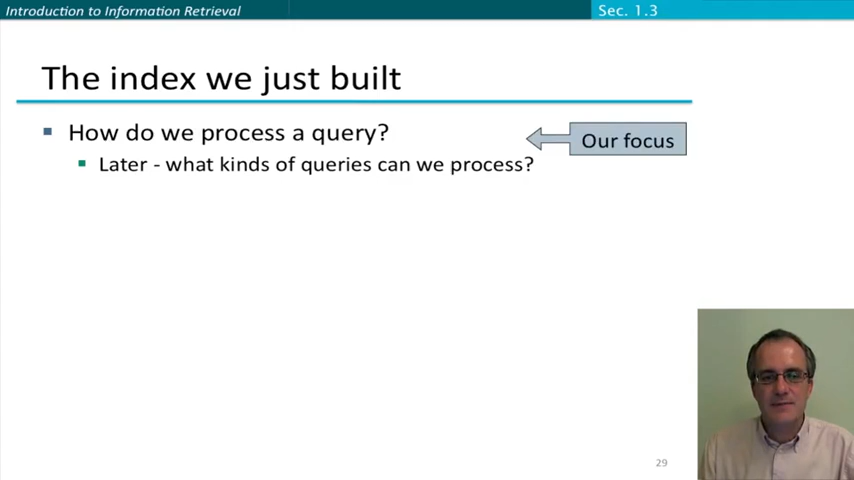 Introduction to Information Retrieval
Sec. 1.3
The index we just built
How do we process a query?
Our focus
Later - what kinds of queries can we process?
29